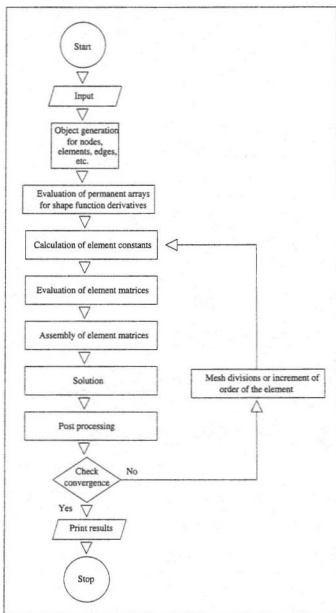 Start
Input
Object generation
for nodes,
elements, edges,
etc.
Evaluation of permanent arrays
for shape function derivatives
Calculation of element constants
Evaluation of element matrices
Assembly of element matrices
Solution
Mesh divisions or increment of
order of the element
Post processing
Check
convergence
No
Yes
Print results
Stop